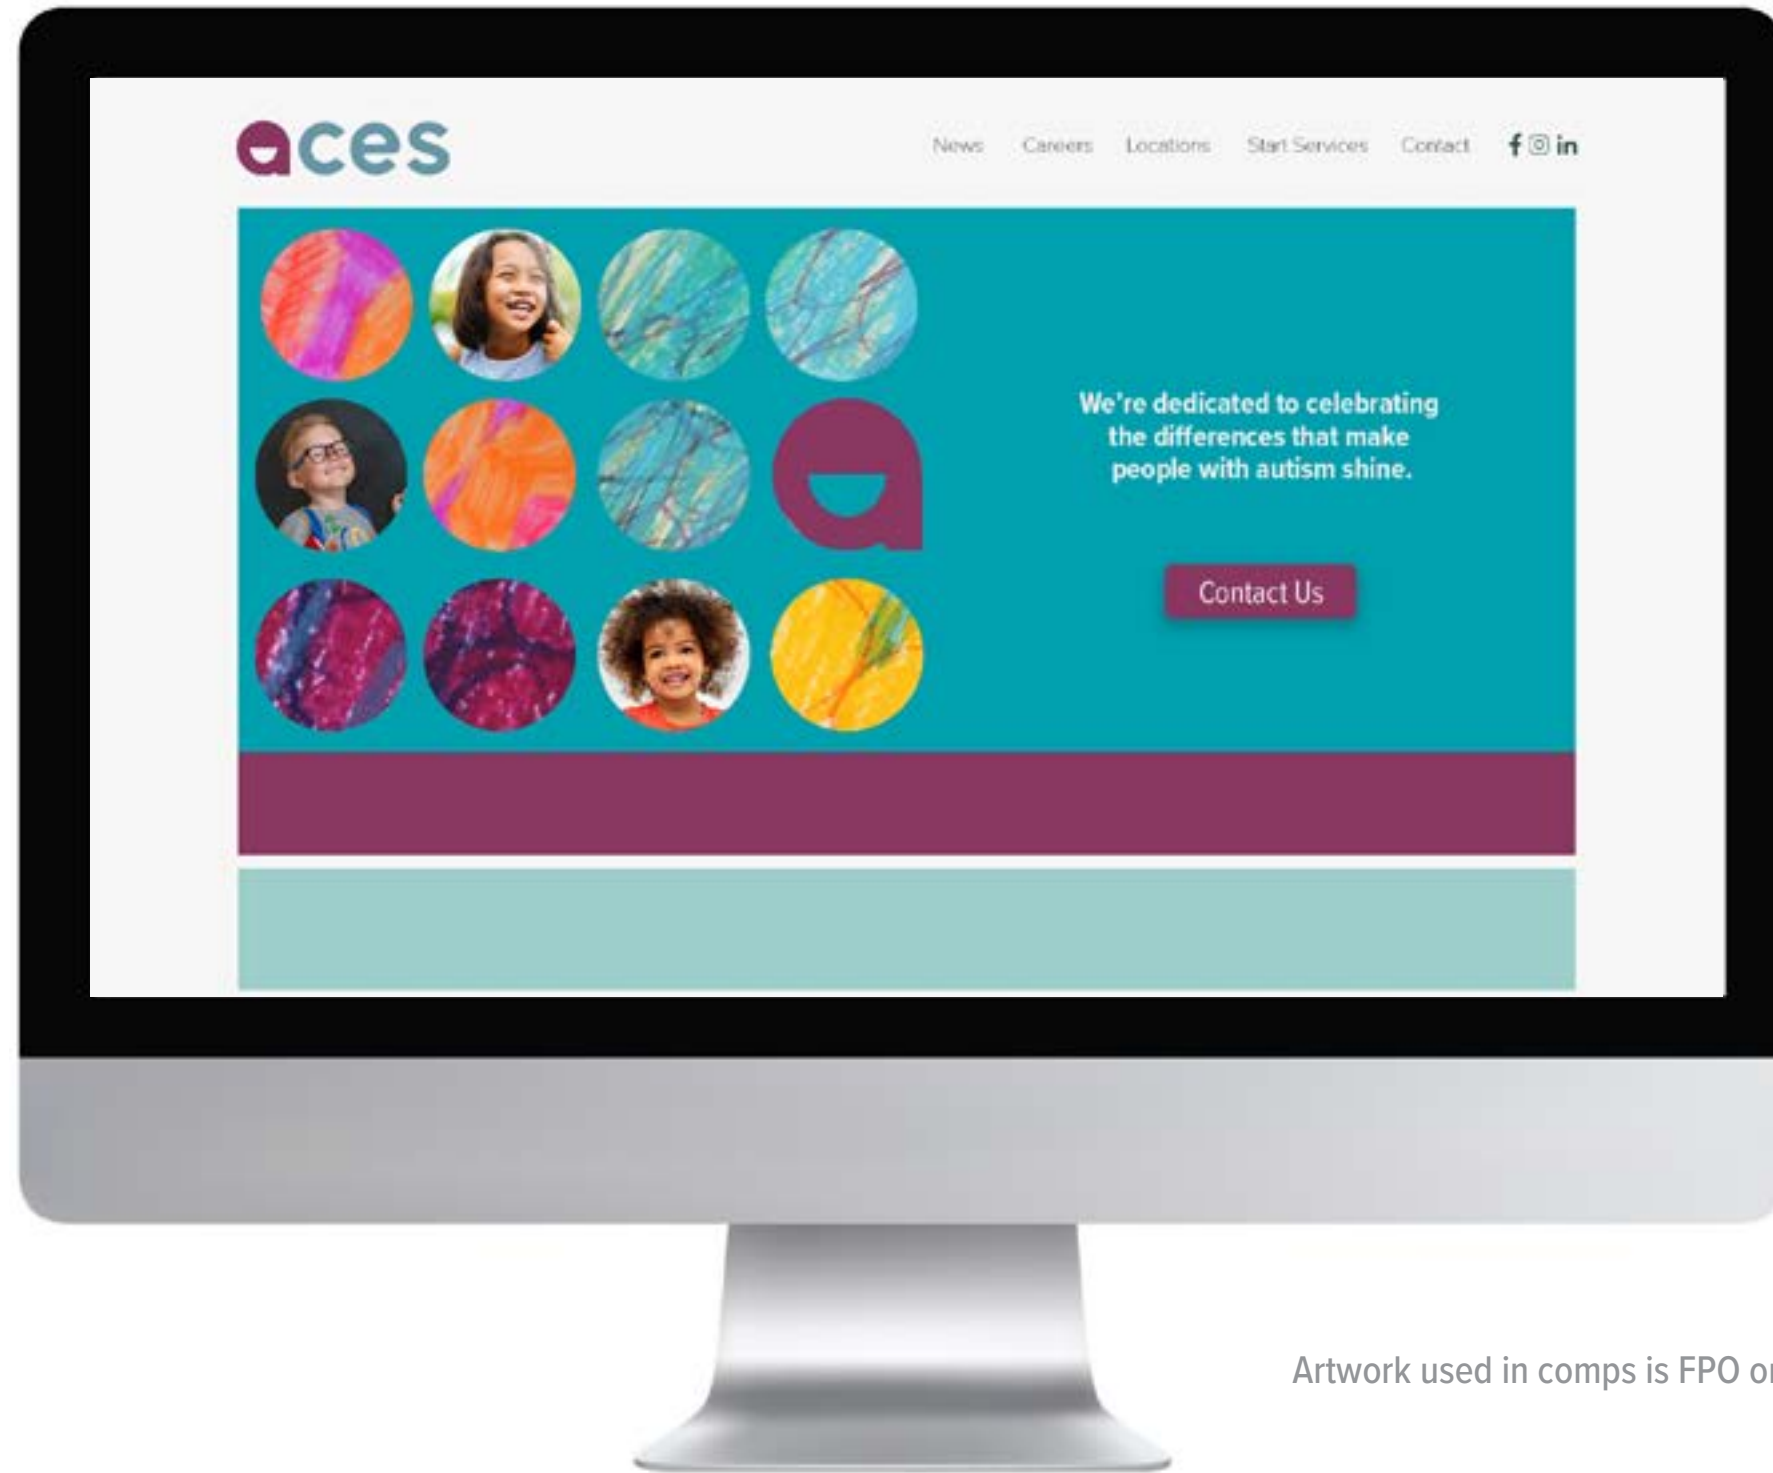 aces
News Careers Locations Start Services Contact f in
We're dedicated to celebrating
the differences that make
people with autism shine.
a
Contact Us
Artwork used in comps is FPO